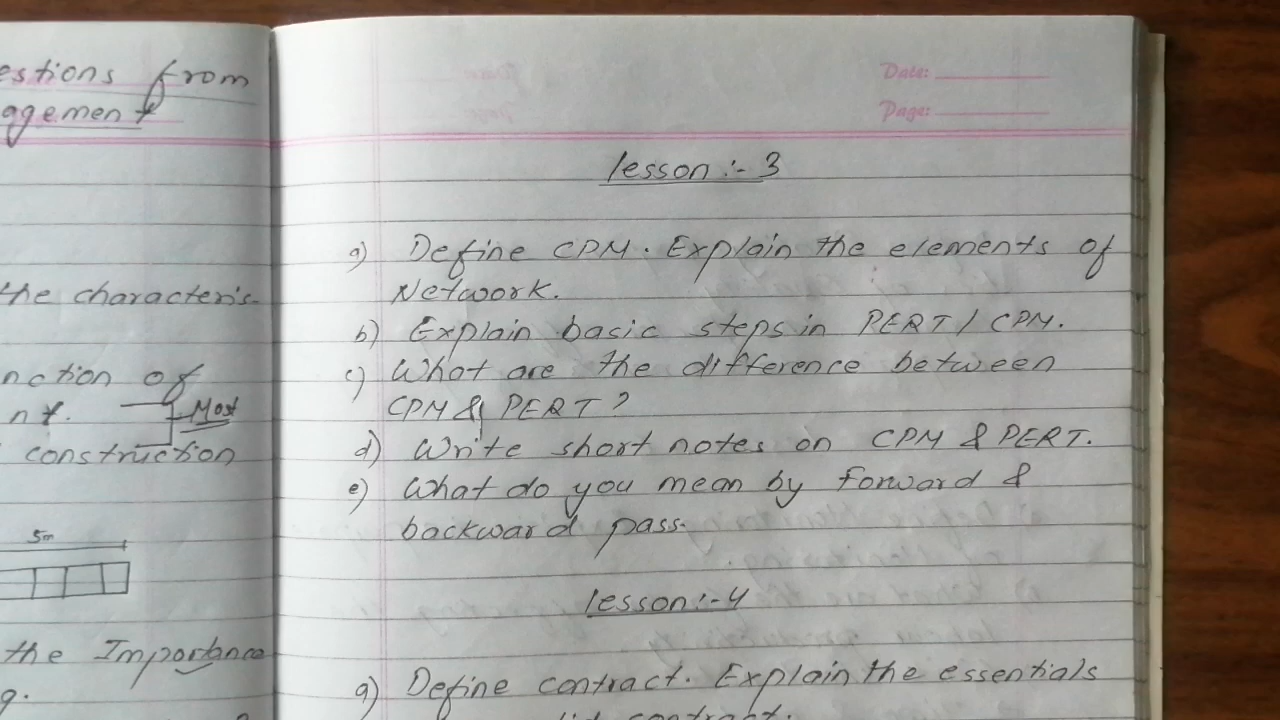 estions from
agement
the characteris-
nction of
nt.
Most
construction
5m
the Importance
g.
Date:
Page:
lesson :- 3
a) Define CPM. Explain the elements of
Network.
b) Explain basic steps in PERT / CPM.
c) What are the difference between
CPM & PERT?
d) Write short notes on CPM & PERT.
e) What do you mean by forward &
backward pass.
lesson :- 4
a) Define contract. Explain the essentials
contract.